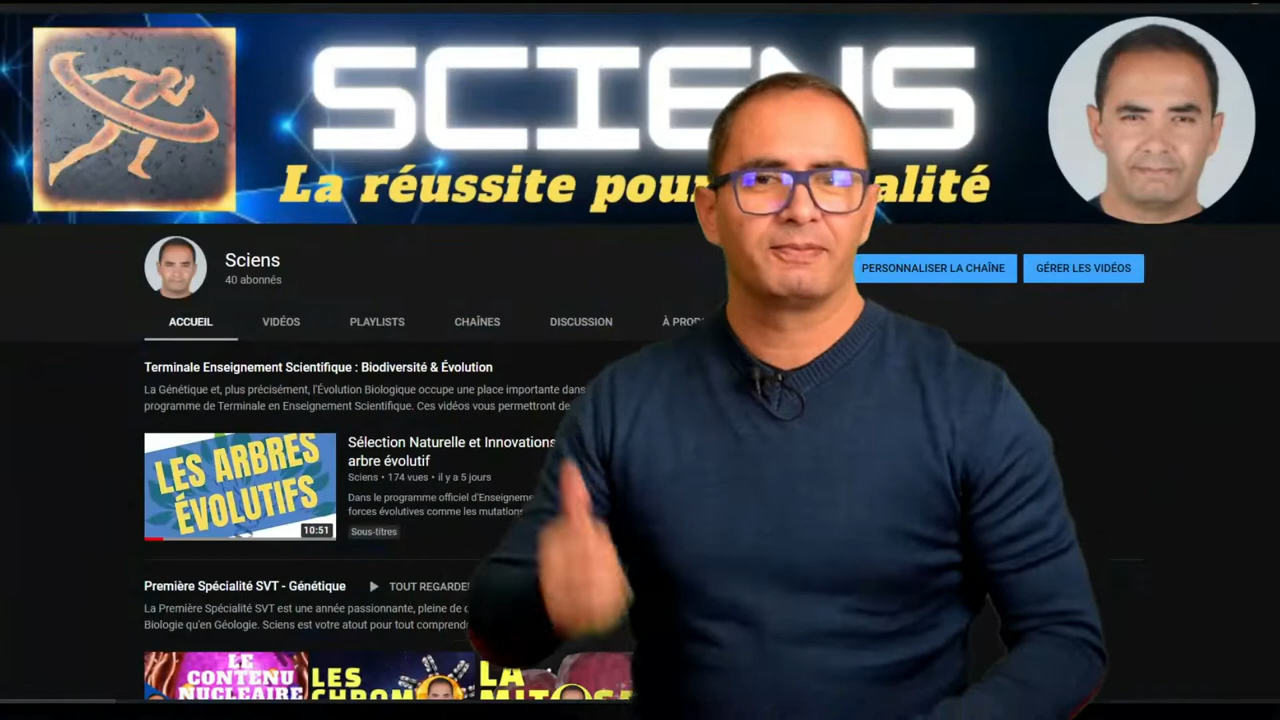 SCIENS
La réussite pour alité
Sciens
40 abonnés
PERSONNALISER LA CHAÎNE
GÉRER LES VIDÉOS
ACCUEIL
VIDÉOS
PLAYLISTS
CHAÎNES
DISCUSSION
À PROP
Terminale Enseignement Scientifique : Biodiversité & Évolution
La Génétique et, plus précisément, l'Évolution Biologique occupe une place importante dans
programme de Terminale en Enseignement Scientifique. Ces vidéos vous permettront de
LES ARBRES
ÉVOLUTIFS
10:51
Sélection Naturelle et Innovations
arbre évolutif
Sciens • 174 vues • il y a 5 jours
Dans le programme officiel d'Enseigneme
forces évolutives comme les mutations
Sous-titres
Première Spécialité SVT - Génétique
TOUT REGARDE
La Première Spécialité SVT est une année passionnante, pleine de
Biologie qu'en Géologie. Sciens est votre atout pour tout comprend
LE
CONTENU
NUCLÉAIRE
LES
CHROM
LA
MITOS